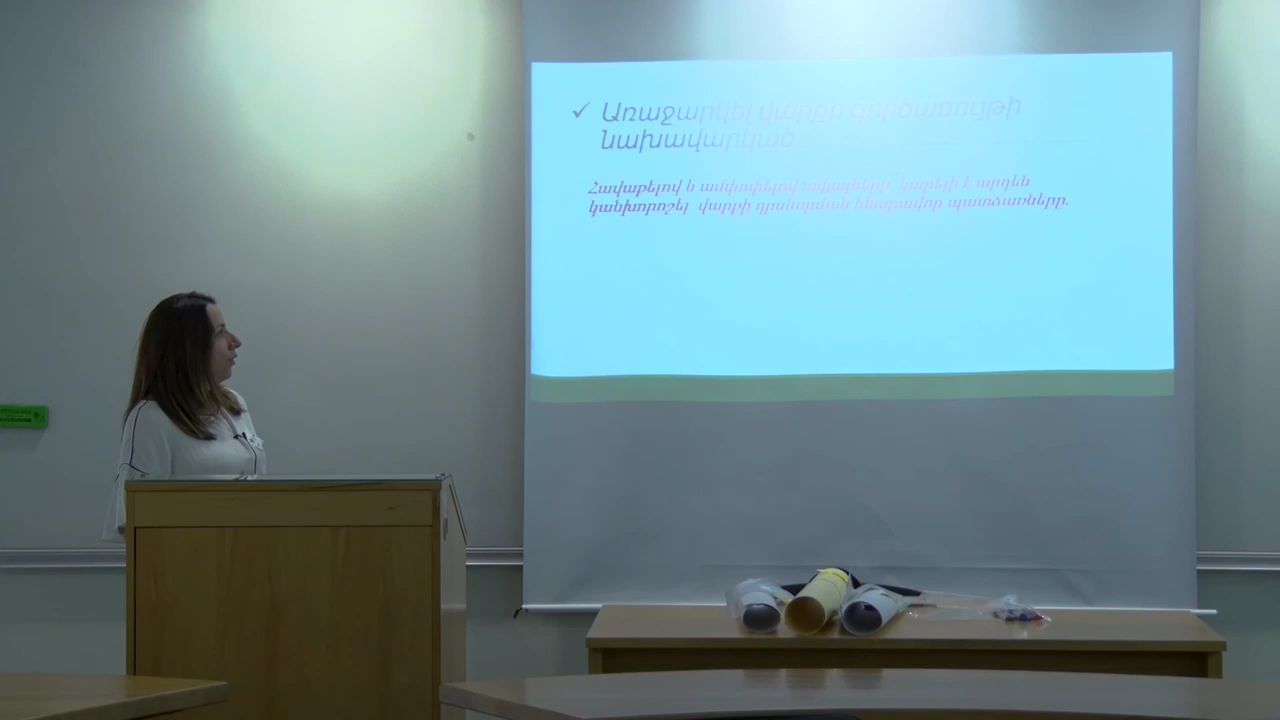 ✓ Առաջարկել վարքի գործառույթի
նախավարկած
Հավաքելով և ամփոփելով տվյալները՝ կարելի է արդեն
կանխորոշել վարքի դրսևորման հնարավոր պատճառները.